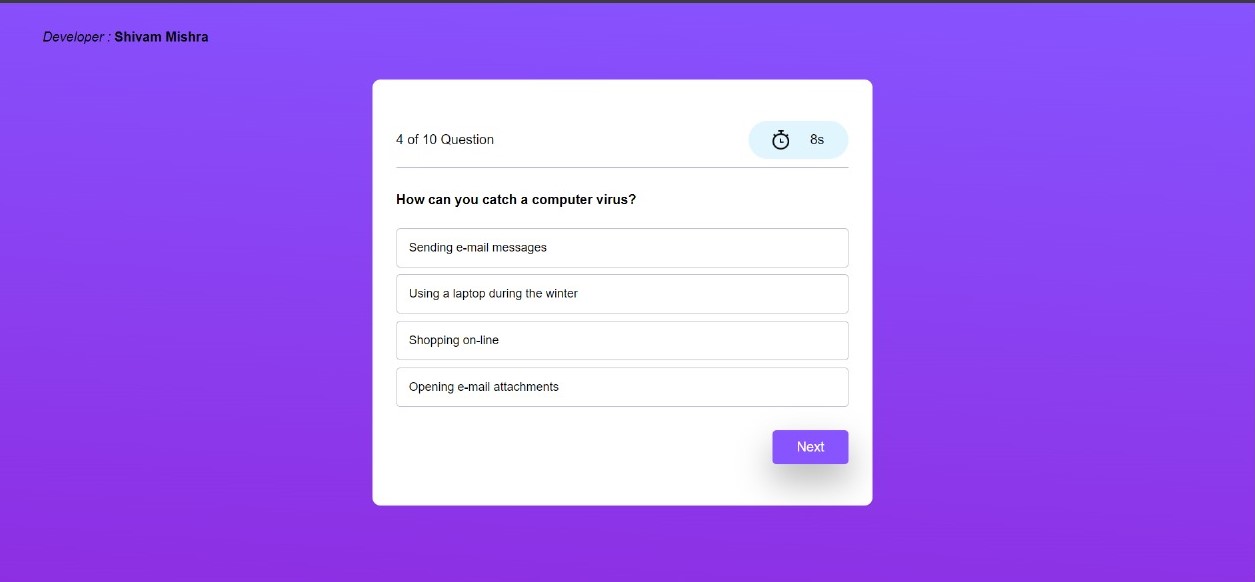 Developer : Shivam Mishra
4 of 10 Question
8s
How can you catch a computer virus?
Sending e-mail messages
Using a laptop during the winter
Shopping on-line
Opening e-mail attachments
Next